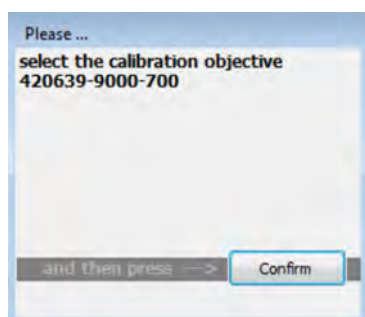 Please ...
select the calibration objective
420639-9000-700
and then press ---> Confirm